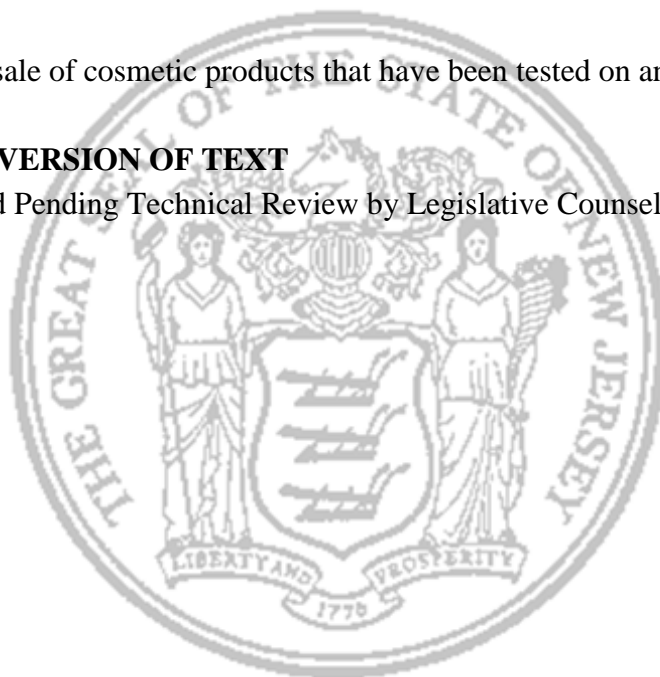 sale of cosmetic products that have been tested on an
VERSION OF TEXT
d Pending Technical Review by Legislative Counsel
THE GREAT SEAL OF THE STATE OF NEW JERSEY
LIBERTY AND PROSPERITY
1776